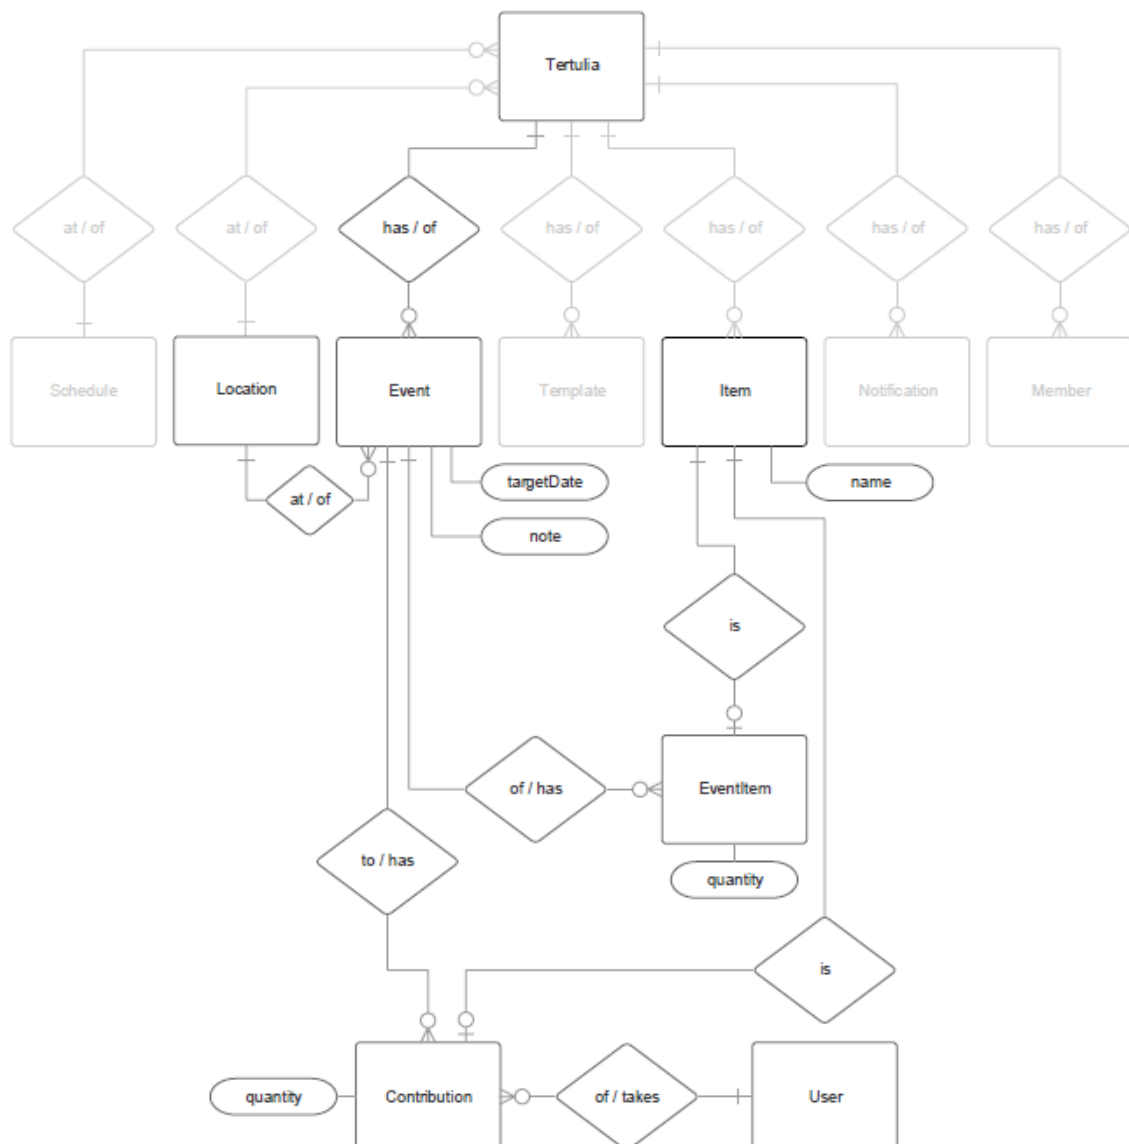 Tertulia
at / of
at / of
has / of
has / of
has / of
has / of
has / of
Schedule
Location
Event
Template
Item
Notification
Member
targetDate
name
at / of
note
is
of / has
EventItem
to / has
quantity
is
quantity
Contribution
of / takes
User